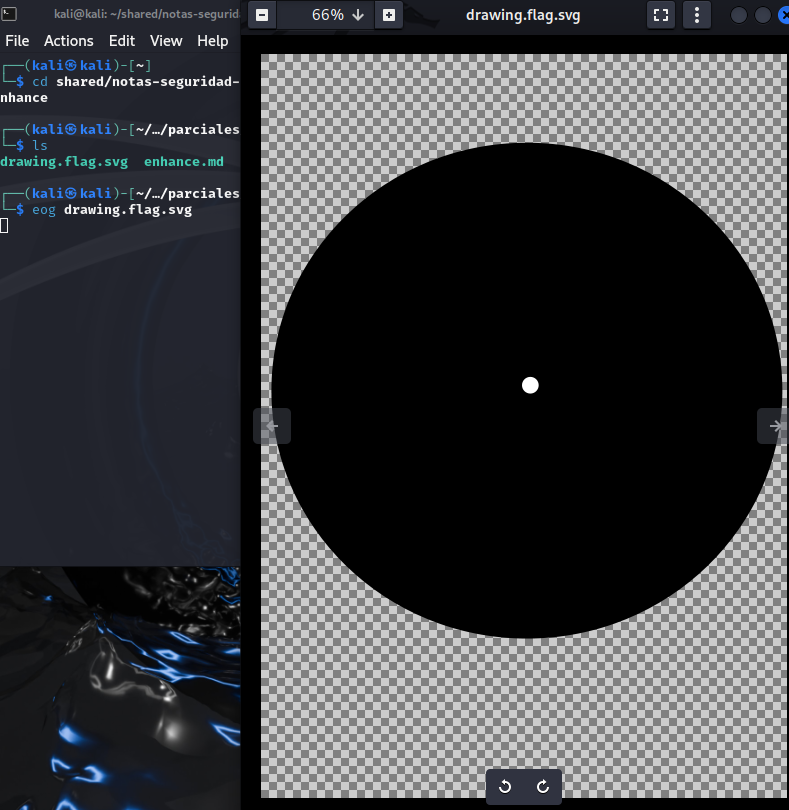 kali@kali: ~/shared/notas-segurid
File Actions Edit View Help
┌──(kali㉿kali)-[~]
└─$ cd shared/notas-seguridad-
nhance
┌──(kali㉿kali)-[~/…/parciales
└─$ ls
drawing.flag.svg enhance.md
┌──(kali㉿kali)-[~/…/parciales
└─$ eog drawing.flag.svg
66%
drawing.flag.svg